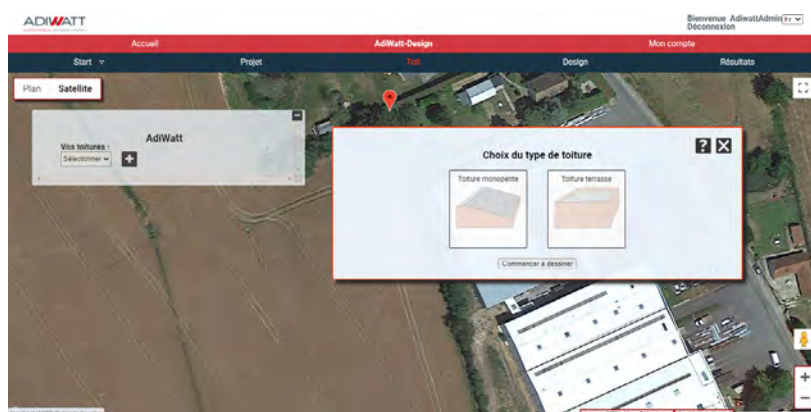 ADIWATT
Bienvenue AdiwattAdmin
Déconnexion
Accueil
AdiWatt-Design
Mon compte
Start
Projet
Toit
Design
Résultats
Plan
Satellite
AdiWatt
Vos toitures :
Sélectionner
+
? X
Choix du type de toiture
Toiture monopente
Toiture terrasse
Commencer à dessiner
+
−